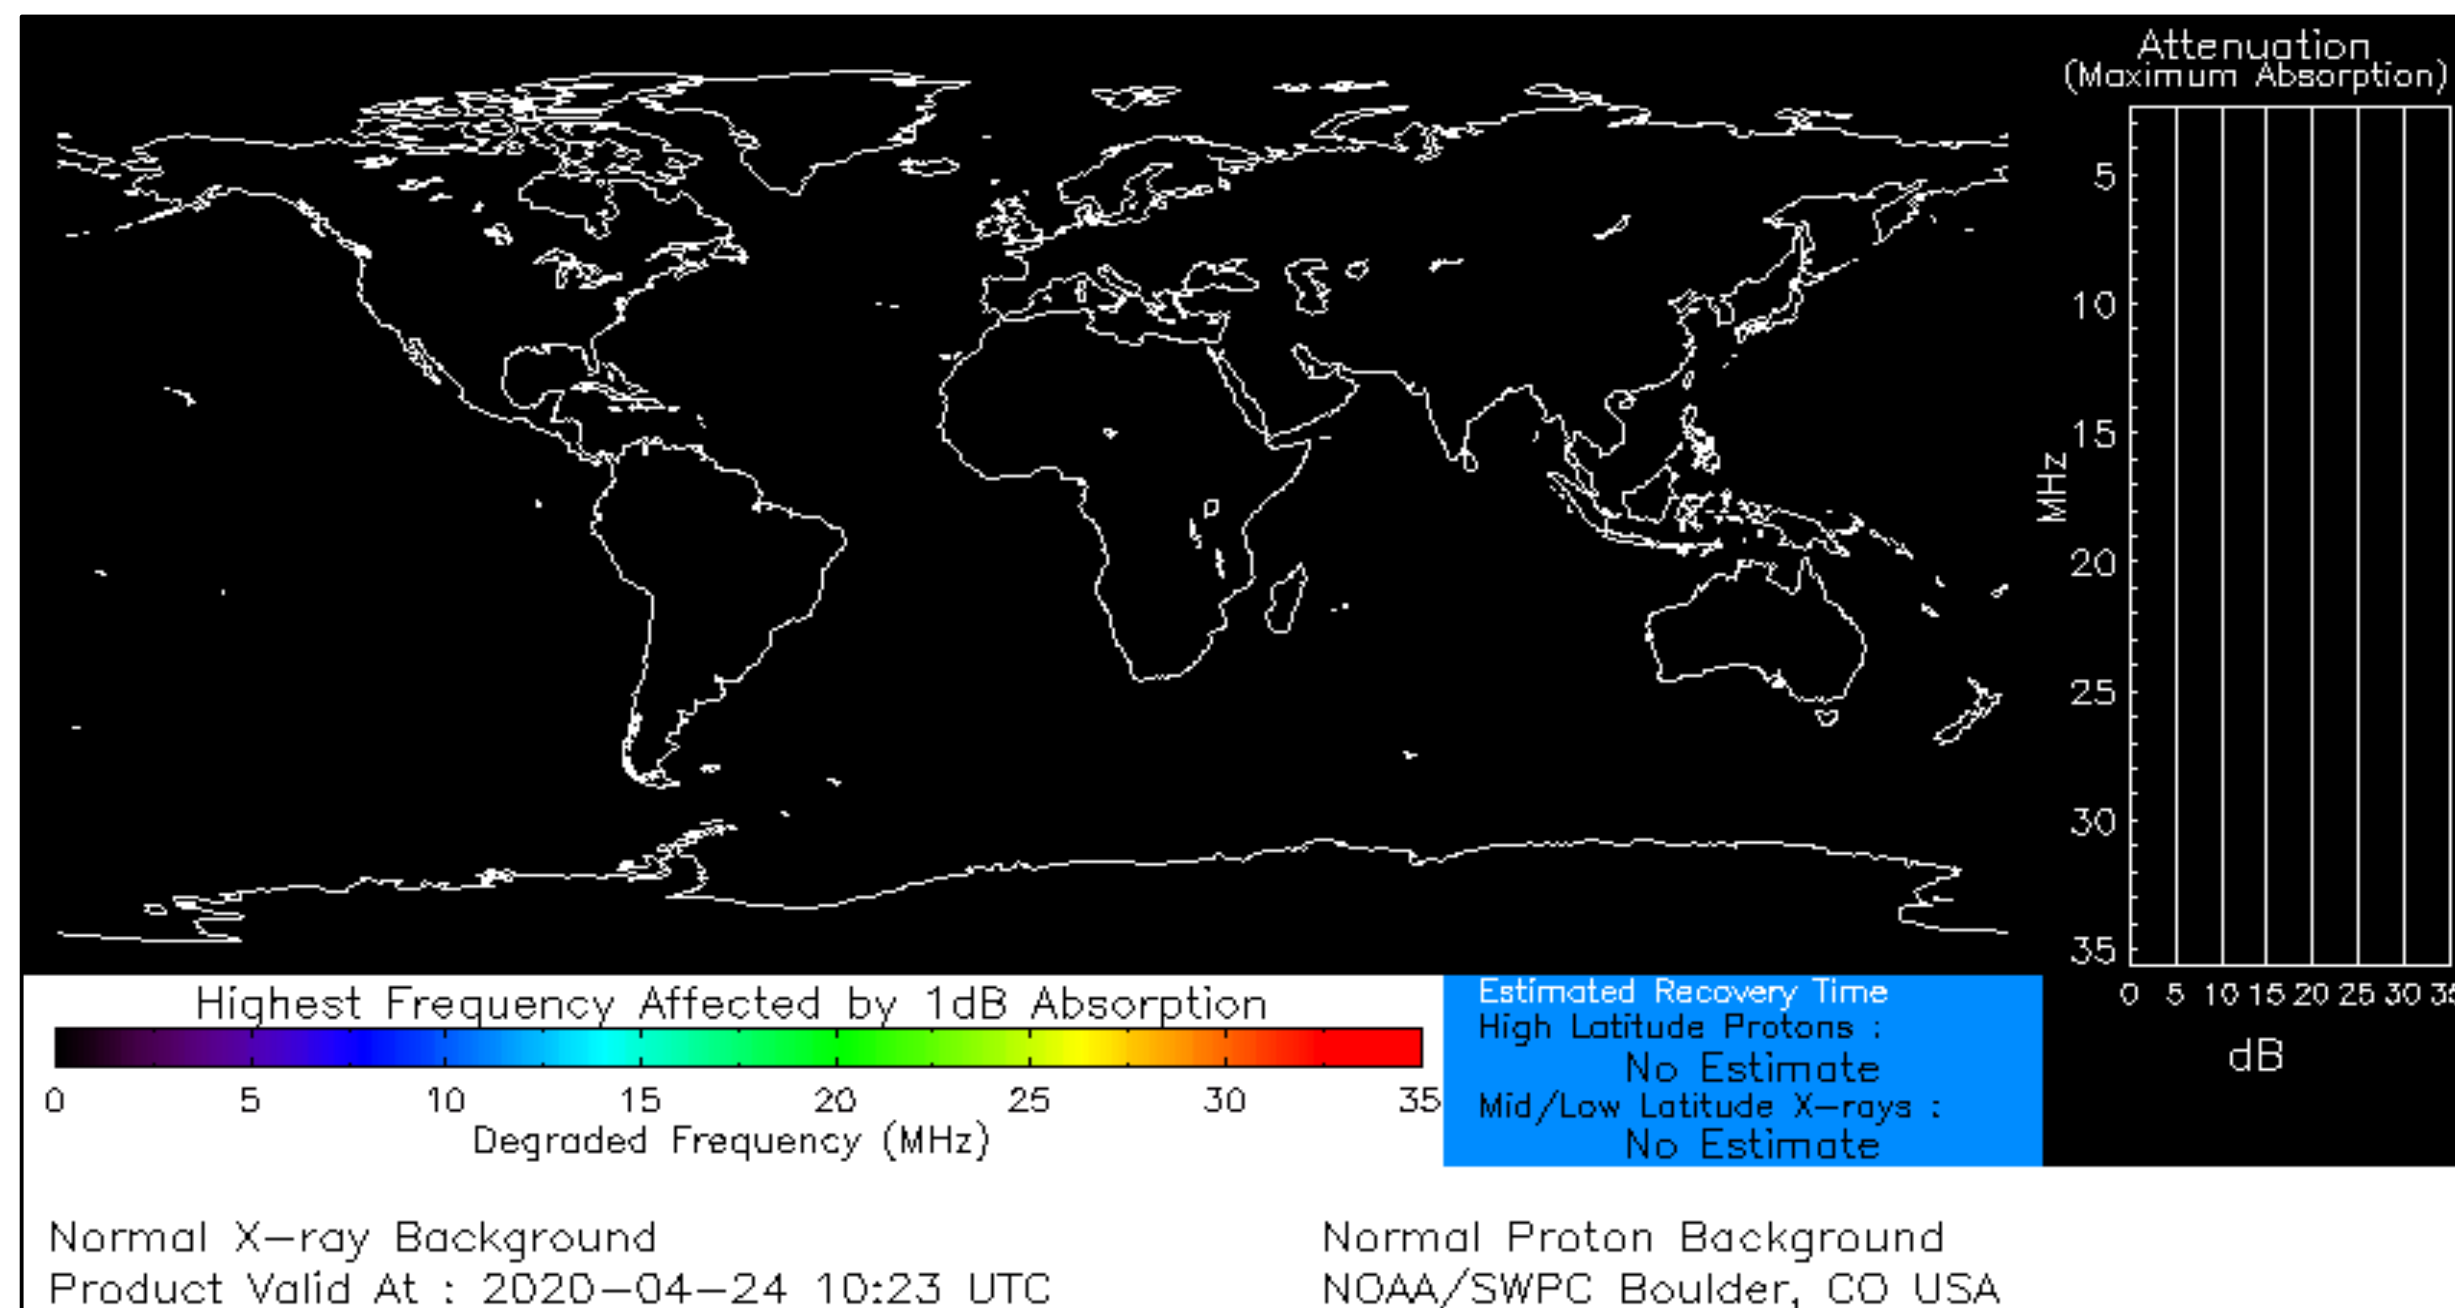 Attenuation
(Maximum Absorption)
5
10
15
20
25
30
35
MHz
0 5 10 15 20 25 30
dB
Highest Frequency Affected by 1dB Absorption
0 5 10 15 20 25 30 35
Degraded Frequency (MHz)
Estimated Recovery Time
High Latitude Protons :
No Estimate
Mid/Low Latitude X-rays :
No Estimate
Normal X-ray Background
Normal Proton Background
Product Valid At : 2020-04-24 10:23 UTC
NOAA/SWPC Boulder, CO USA